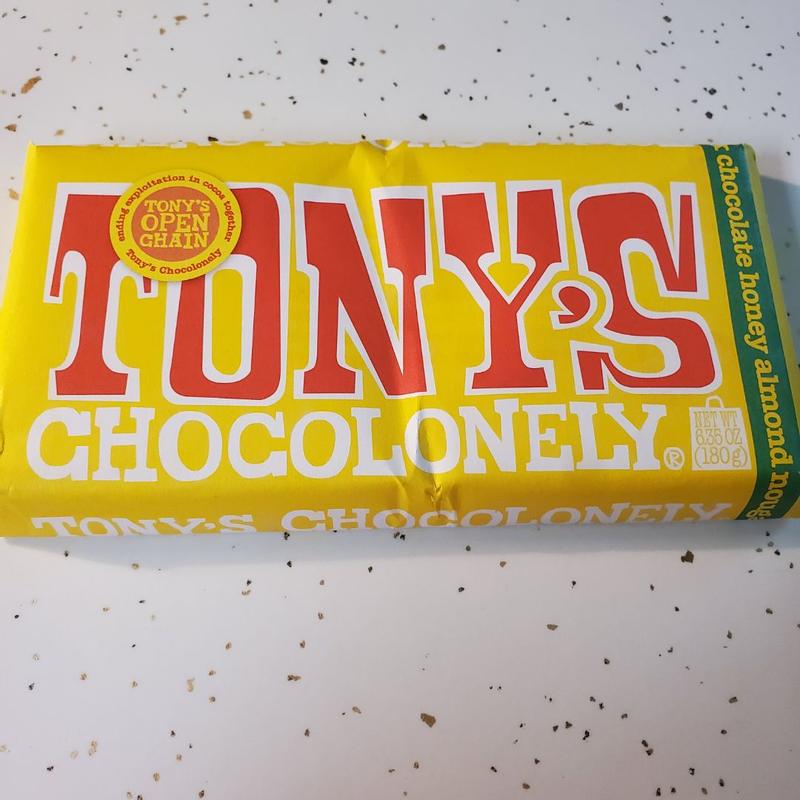 ending exploitation in cocoa together
TONY'S
OPEN
CHAIN
Tony's Chocolonely
TONY'S
CHOCOLONELY®
NET WT
6.35 OZ
(180g)
chocolate honey almond
TONY'S CHOCOLONELY